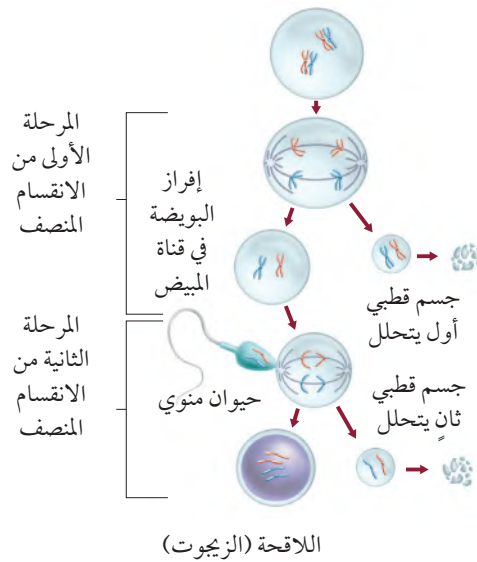 المرحلة
الأولى من
الانقسام
المنصف
إفراز
البويضة
في قناة
المبيض
جسم قطبي
أول يتحلل
المرحلة
الثانية من
الانقسام
المنصف
حيوان منوي
جسم قطبي
ثانٍ يتحلل
اللاقحة (الزيجوت)